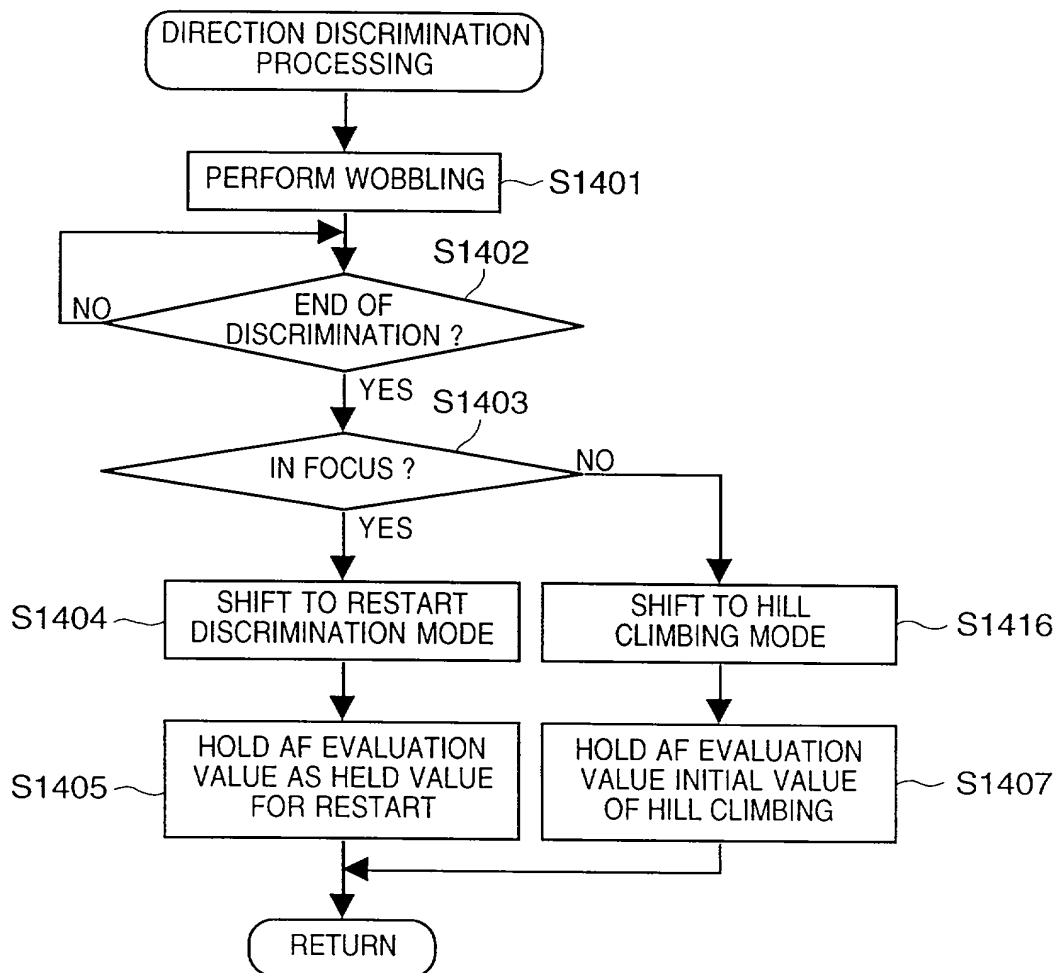 DIRECTION DISCRIMINATION
PROCESSING
PERFORM WOBBLING
S1401
S1402
END OF
DISCRIMINATION ?
NO
YES
S1403
IN FOCUS ?
NO
YES
S1404
SHIFT TO RESTART
DISCRIMINATION MODE
SHIFT TO HILL
CLIMBING MODE
S1416
S1405
HOLD AF EVALUATION
VALUE AS HELD VALUE
FOR RESTART
HOLD AF EVALUATION
VALUE INITIAL VALUE
OF HILL CLIMBING
S1407
RETURN